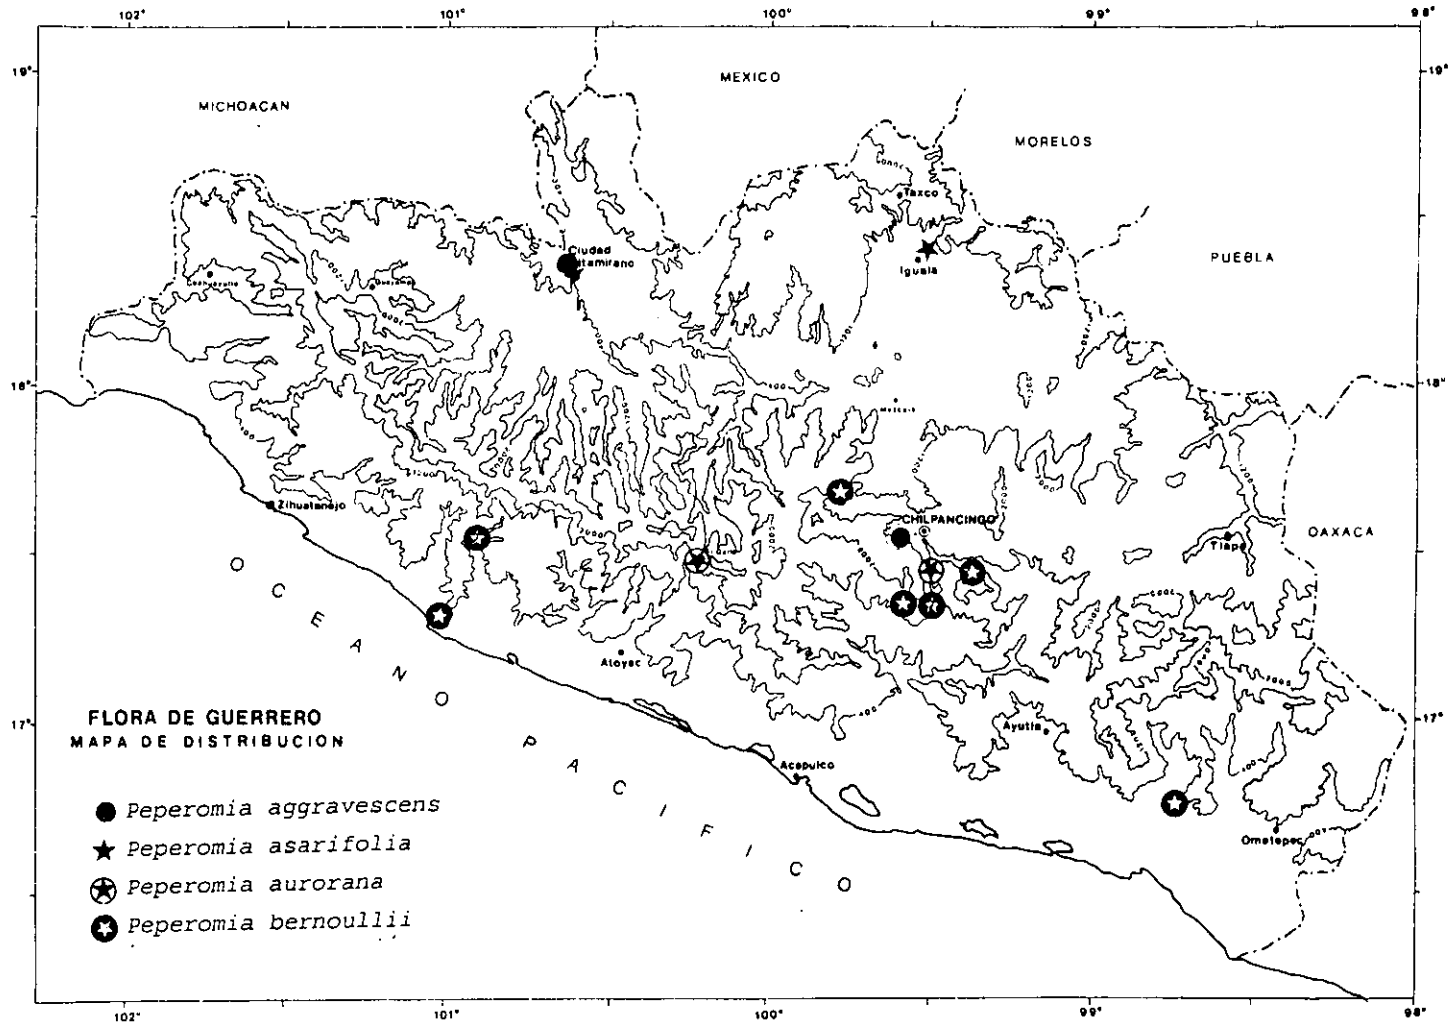 102° 101° 100° 99° 98°
19° 19°
MEXICO
MICHOACAN
MORELOS
Taxco
PUEBLA
Ciudad
Altamirano
Iguala
18° 18°
Zihuatanejo
CHILPANCINGO
OAXACA
Tlapa
OCEANO PACIFICO
Atoyac
17° 17°
FLORA DE GUERRERO
MAPA DE DISTRIBUCION
Ayutla
Acapulco
Peperomia aggravescens
Peperomia asarifolia
Ometepec
Peperomia aurorana
Peperomia bernoullii
102° 101° 100° 99° 98°